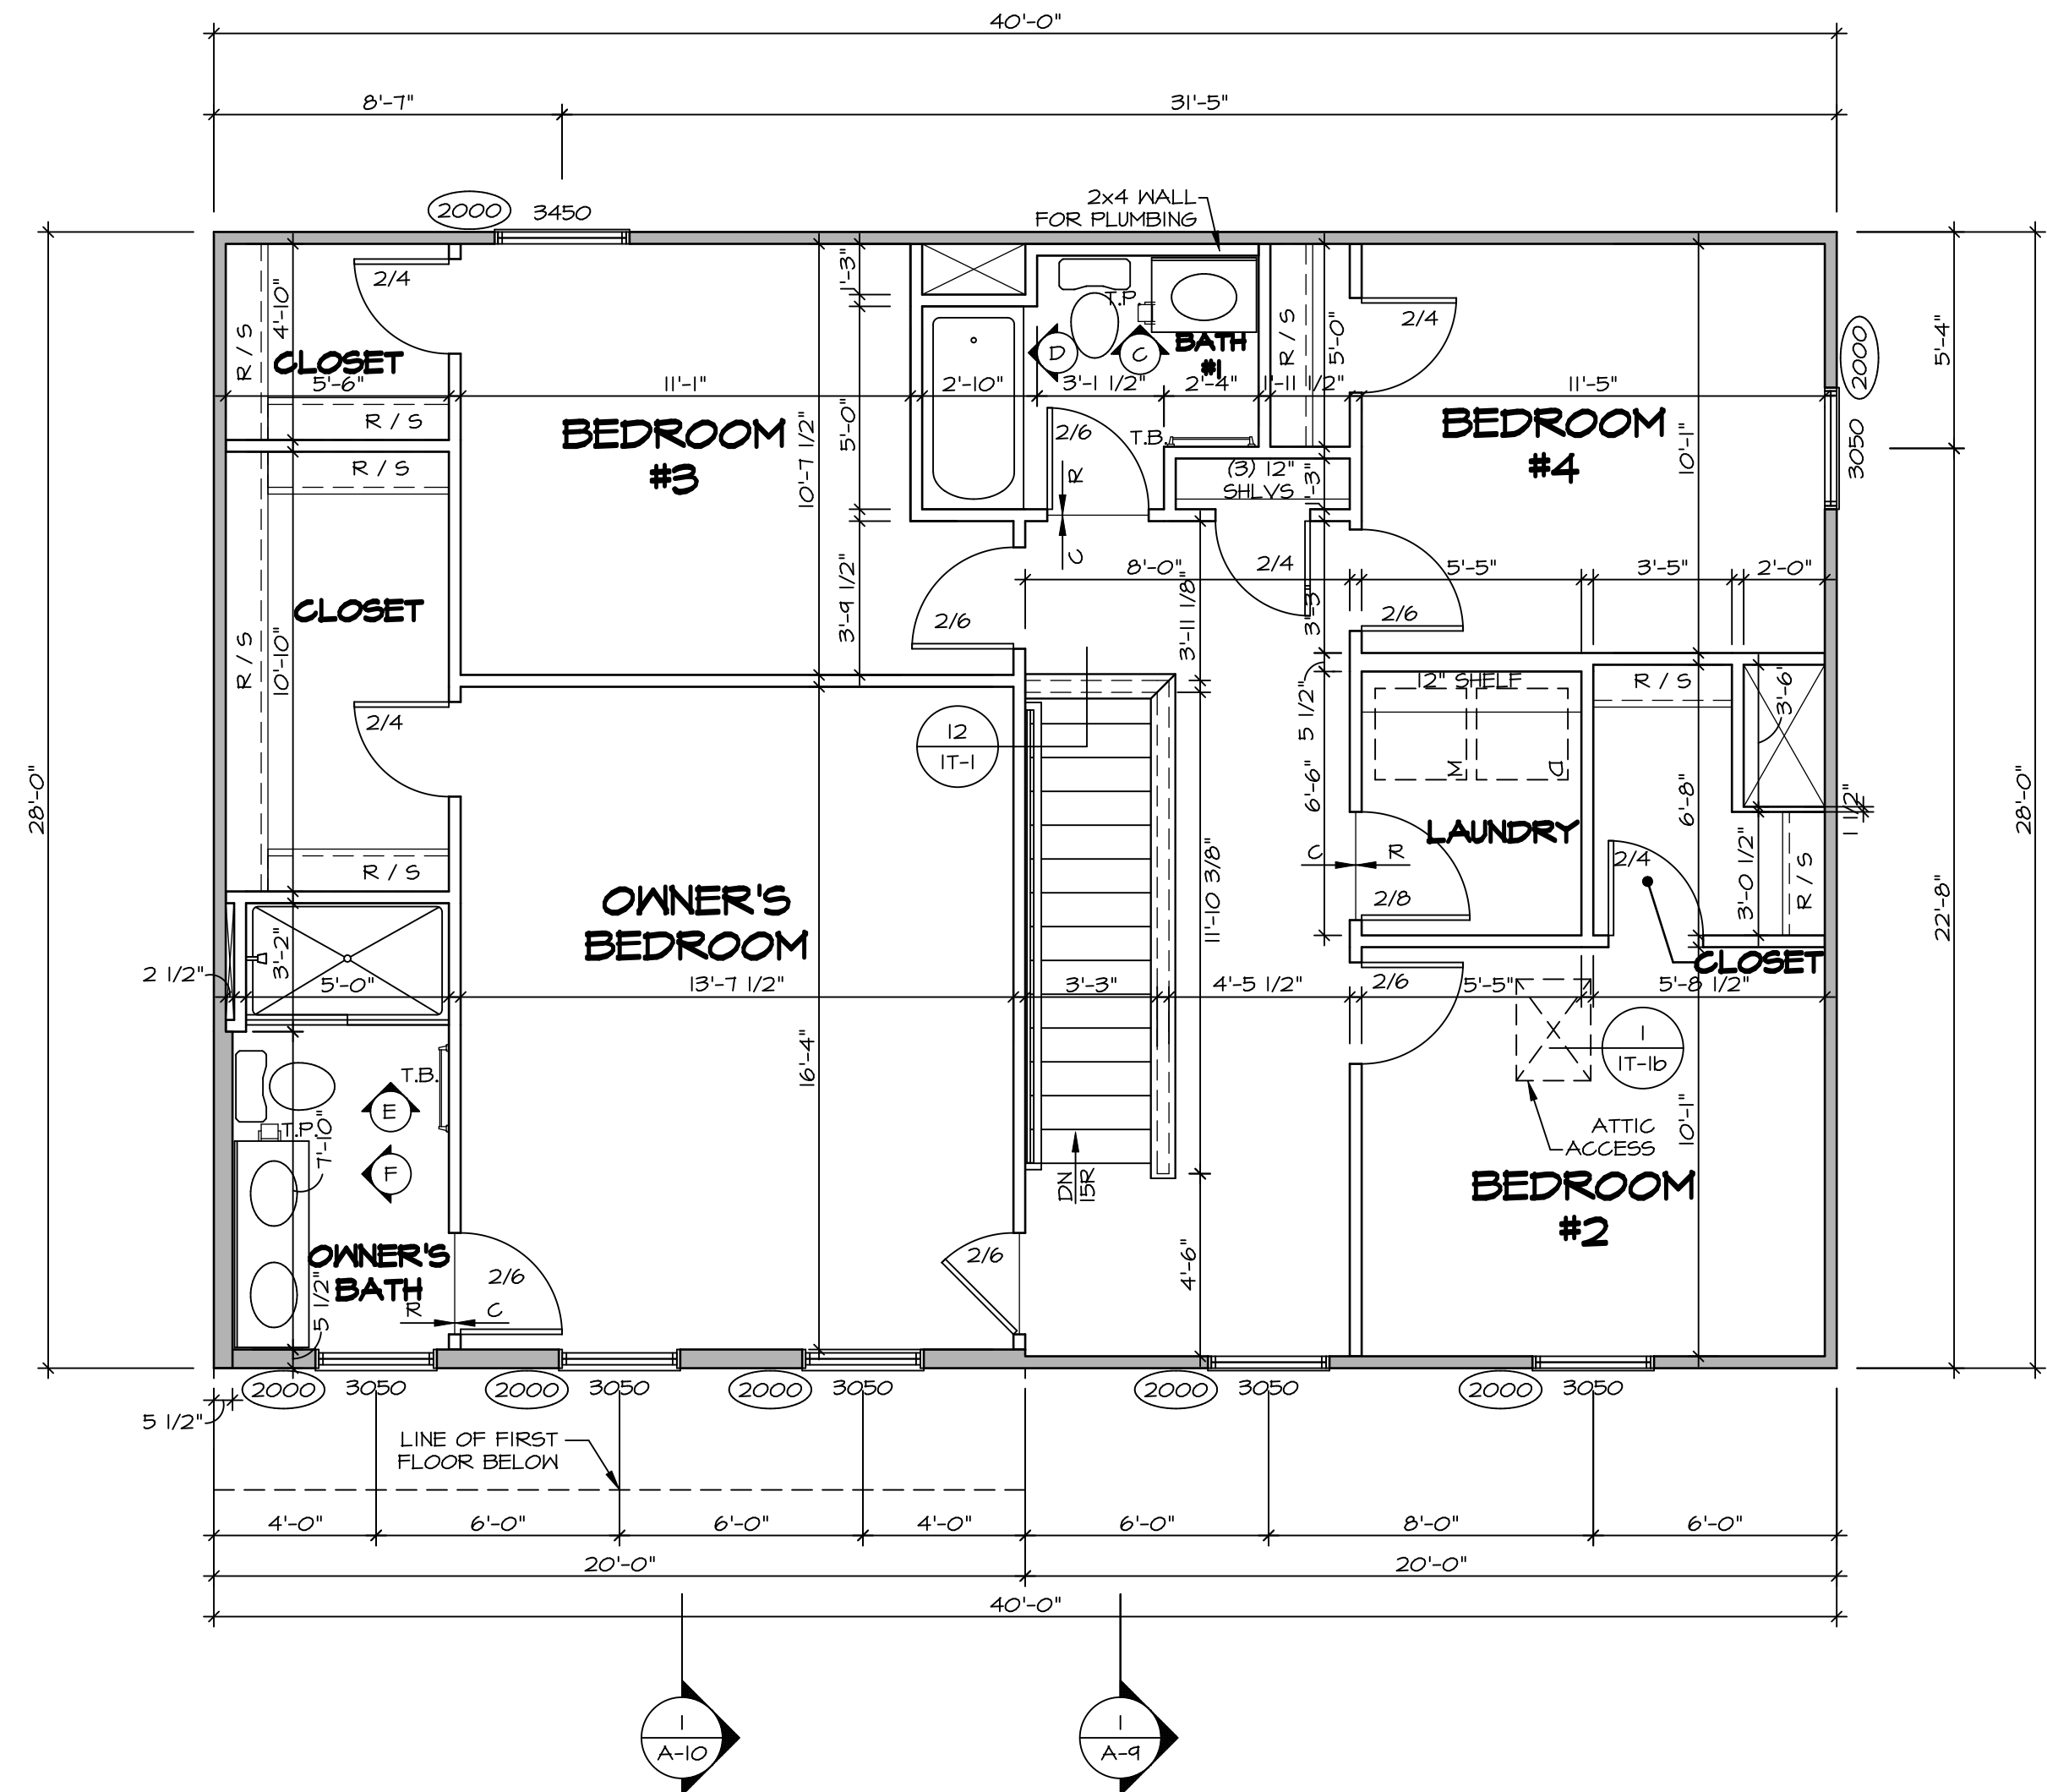 40'-0"
8'-7"
31'-5"
2000
3450
2x4 WALL
FOR PLUMBING
2/4
4'-10"
R / S
CLOSET
5'-6"
R / S
11'-1"
1'-3"
BEDROOM
#3
10'-7 1/2"
5'-0"
2'-10"
T.P.
D
C
BATH
#1
3'-1 1/2"
2'-4"
1'-11 1/2"
R / S
5'-0"
2/4
11'-5"
BEDROOM
#4
10'-1"
2000
3050
5'-4"
2/6
T.B.
R
C
(3) 12"
SHLVS
1'-3"
R / S
CLOSET
R / S
10'-10"
2/4
R / S
3'-9 1/2"
2/6
8'-0"
3'-11 1/8"
2/4
3'-3"
2/6
5'-5"
3'-5"
2'-0"
28'-0"
28'-0"
22'-8"
12
1T-1
5 1/2"
6'-6"
12" SHELF
W
D
LAUNDRY
C
R
2/8
R / S
3'-6"
6'-8"
1 1/2"
2/4
3'-0 1/2"
R / S
CLOSET
OWNER'S
BEDROOM
11'-10 3/8"
2 1/2"
3'-2"
5'-0"
13'-7 1/2"
3'-3"
4'-5 1/2"
2/6
5'-5"
5'-8 1/2"
16'-4"
T.B.
E
T.P.
7'-10"
F
1
1T-1b
ATTIC
ACCESS
10'-1"
BEDROOM
#2
DN
15R
OWNER'S
BATH
5 1/2"
R
C
2/6
2/6
4'-6"
2000
3050
2000
3050
2000
3050
2000
3050
2000
3050
5 1/2"
LINE OF FIRST
FLOOR BELOW
4'-0"
6'-0"
6'-0"
4'-0"
6'-0"
8'-0"
6'-0"
20'-0"
20'-0"
40'-0"
1
A-10
1
A-9